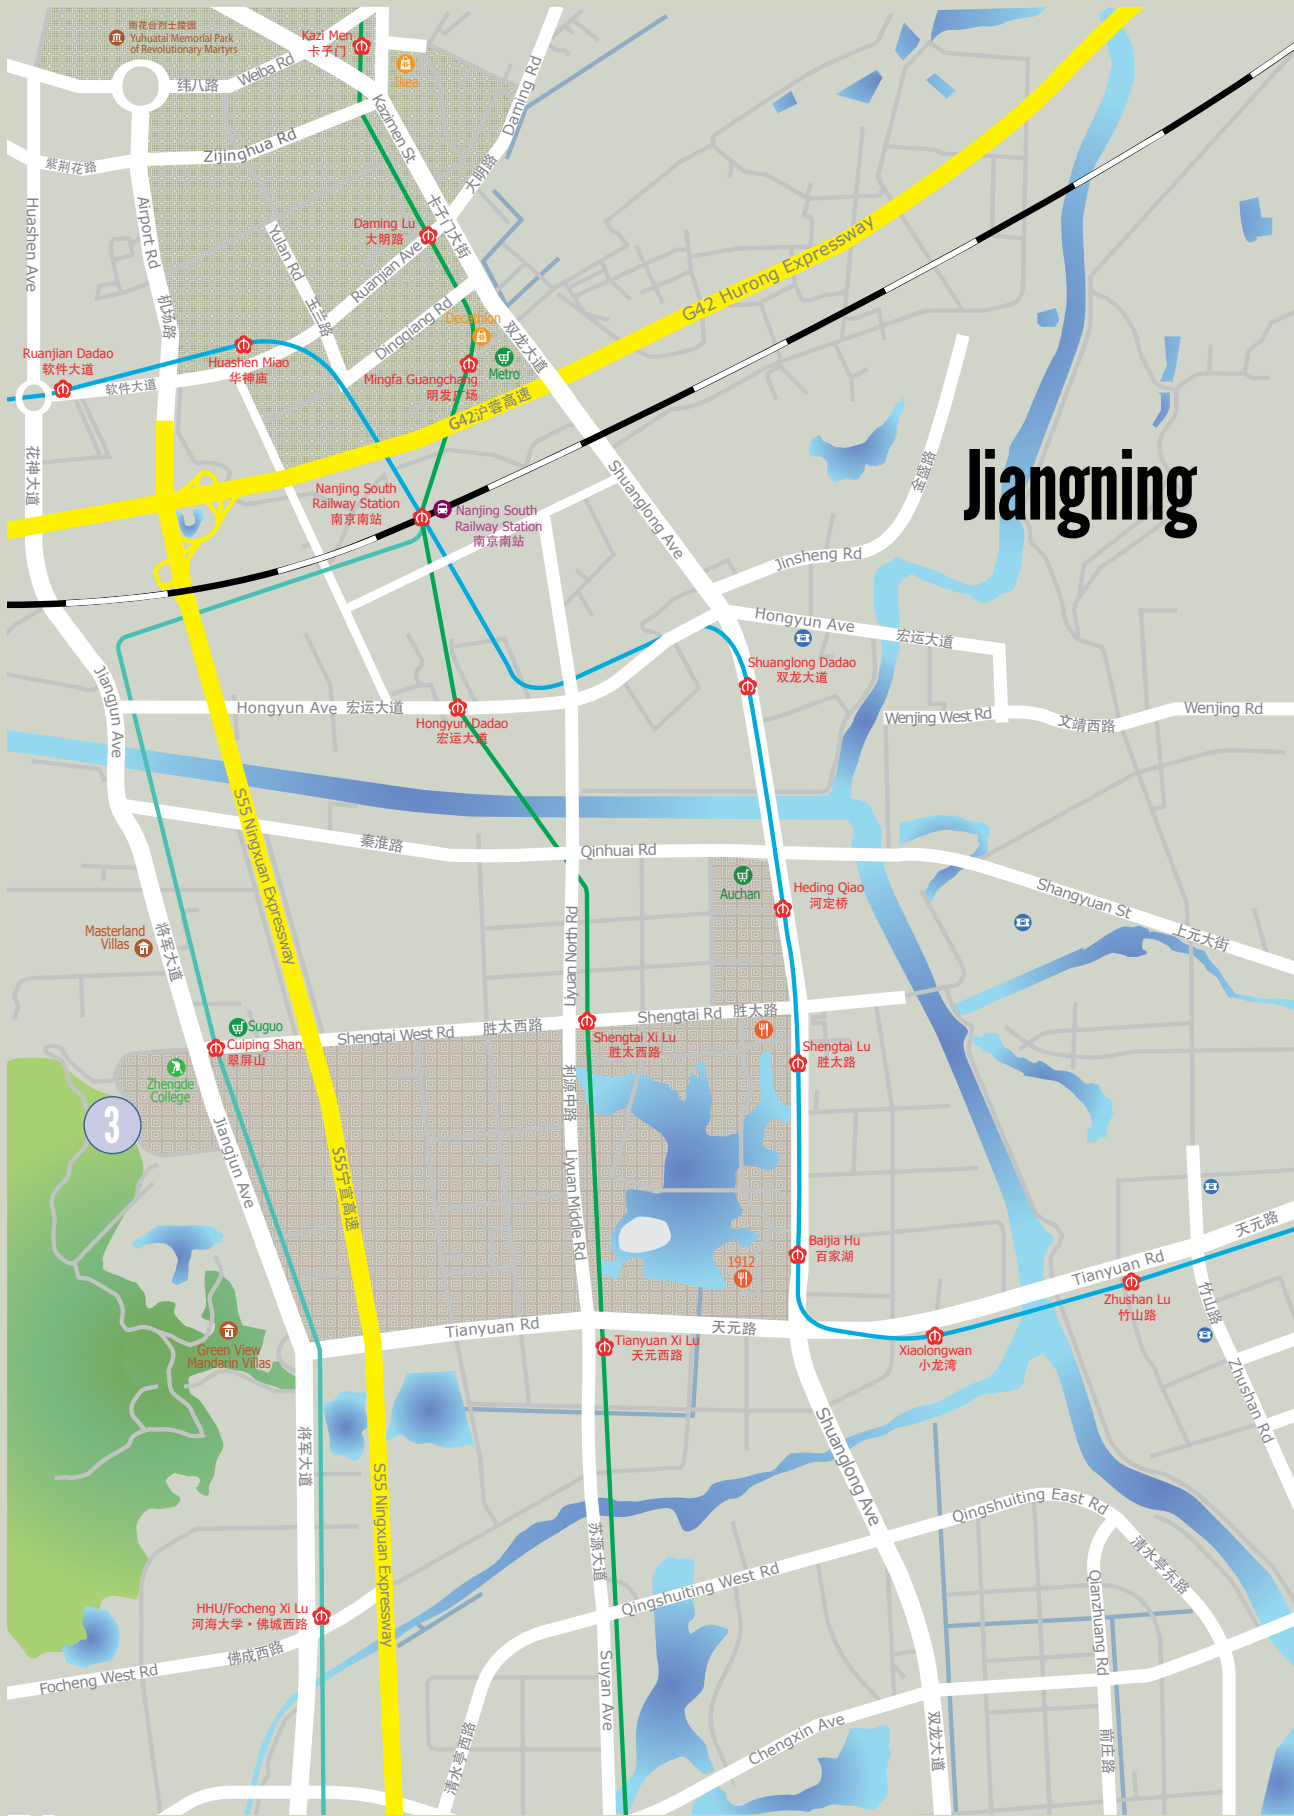 雨花台烈士陵园
Yuhuatai Memorial Park
of Revolutionary Martyrs
Kazi Men
卡子门
Ikea
纬八路
Weiba Rd
Kazimen St
Daming Rd
大明路
Zijinghua Rd
紫荆花路
Huashen Ave
Airport Rd
机场路
Yulan Rd
玉兰路
Daming Lu
大明路
卡子门大街
Ruanjian Ave
Dingqiang Rd
G42 Hurong Expressway
Decathlon
双龙大道
Metro
Ruanjian Dadao
软件大道
Huashen Miao
华神庙
软件大道
Mingfa Guangchang
明发广场
G42沪蓉高速
花神大道
Shuanglong Ave
金盛路
Jiangning
Nanjing South
Railway Station
南京南站
Nanjing South
Railway Station
南京南站
Jinsheng Rd
Hongyun Ave
宏运大道
Shuanglong Dadao
双龙大道
Jiangjun Ave
Hongyun Ave 宏运大道
Hongyun Dadao
宏运大道
Wenjing West Rd
文靖西路
Wenjing Rd
S55 Ningxuan Expressway
秦淮路
Qinhuai Rd
Auchan
Heding Qiao
河定桥
Shangyuan St
上元大街
Masterland
Villas
将军大道
Liyuan North Rd
Suguo
Cuiping Shan
翠屏山
Shengtai West Rd
胜太西路
Shengtai Rd
胜太路
Shengtai Xi Lu
胜太西路
Shengtai Lu
胜太路
Zhengde
College
利源中路
3
Jiangjun Ave
S55宁宣高速
Liyuan Middle Rd
Baijia Hu
百家湖
1912
Tianyuan Rd
天元路
Zhushan Lu
竹山路
竹山路
Green View
Mandarin Villas
Tianyuan Rd
天元路
Tianyuan Xi Lu
天元西路
Xiaolongwan
小龙湾
Zhushan Rd
将军大道
S55 Ningxuan Expressway
Shuanglong Ave
苏源大道
Qingshuiting East Rd
清水亭东路
Qingshuiting West Rd
Qianzhuang Rd
HHU/Focheng Xi Lu
河海大学·佛城西路
佛成西路
Focheng West Rd
Suyan Ave
清水亭西路
Chengxin Ave
双龙大道
前庄路